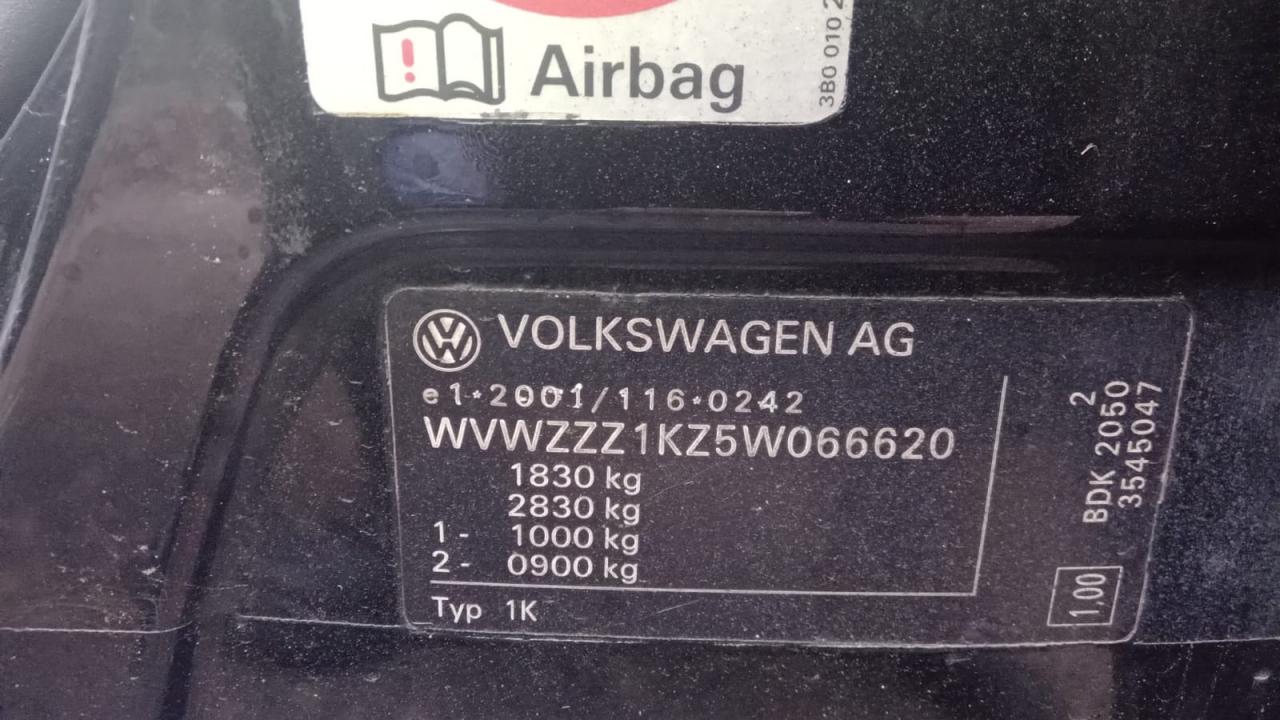 ! Airbag
3B0 010 2
VOLKSWAGEN AG
e1*2001/116*0242
WVWZZZ1KZ5W066620
1830 kg
2830 kg
1- 1000 kg
2- 0900 kg
Typ 1K
2
BDK 2050
3545047
1,00